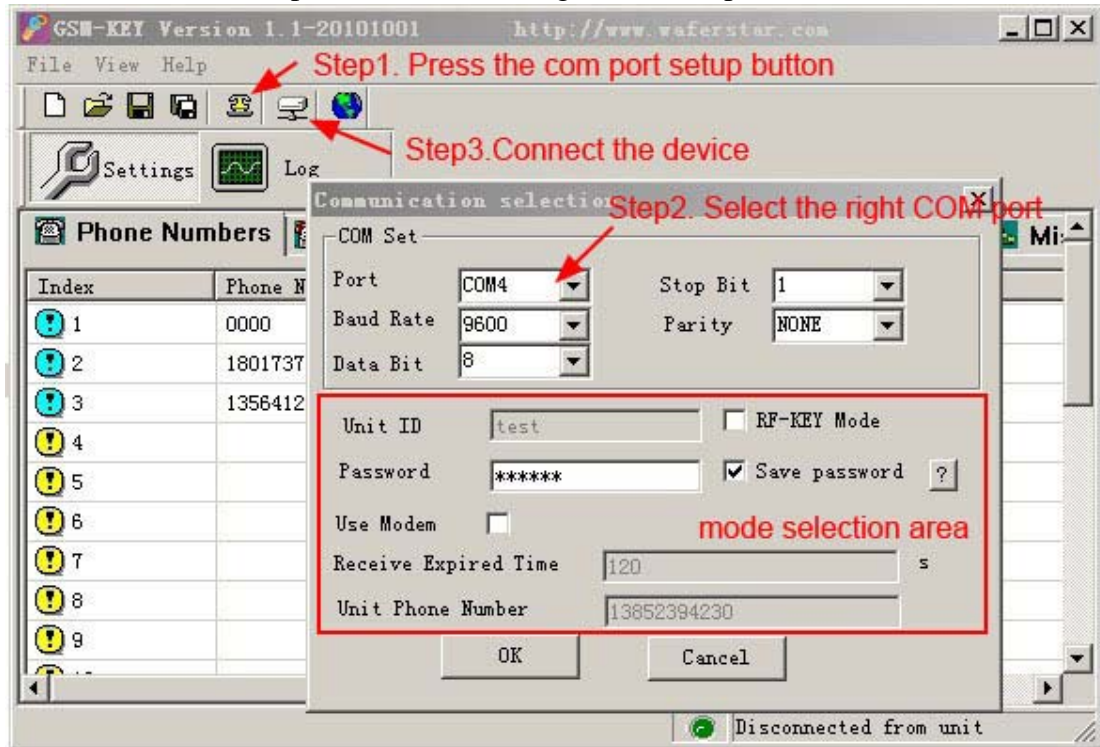 GSM-KEY Version 1.1-20101001 http://www.waferstar.com
File View Help
Step1. Press the com port setup button
Step3.Connect the device
Settings
Log
Communication selection
Step2. Select the right COM port
Phone Numbers
Mi
COM Set
Index
Phone N
Port
COM4
Stop Bit
1
1
0000
Baud Rate
9600
Parity
NONE
2
1801737
Data Bit
8
3
1356412
Unit ID
test
RF-KEY Mode
4
Password
******
Save password
?
5
6
Use Modem
mode selection area
7
Receive Expired Time
120
s
8
Unit Phone Number
13852394230
9
OK
Cancel
Disconnected from unit